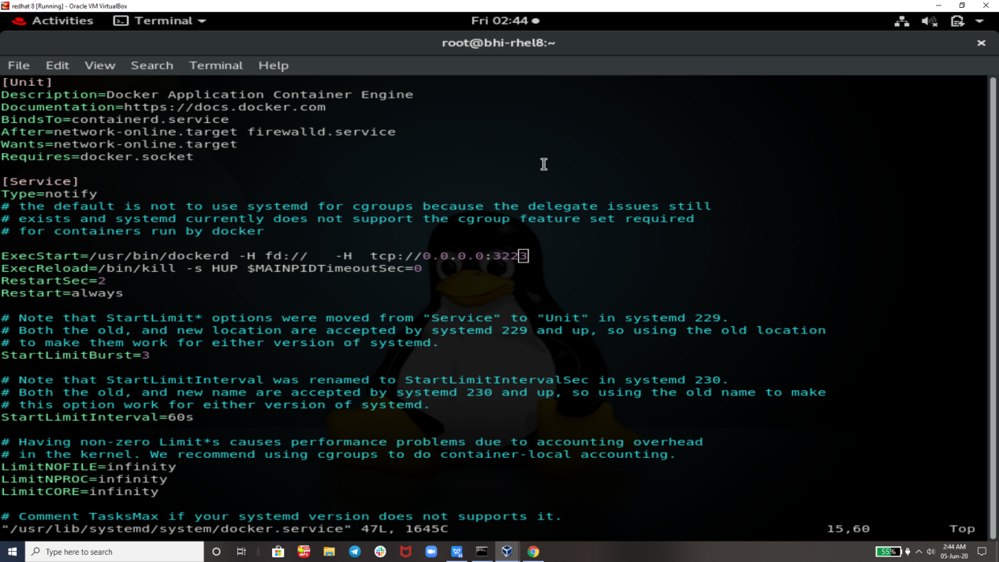 redhat 8 [Running] - Oracle VM VirtualBox
Activities Terminal Fri 02:44
root@bhi-rhel8:~
File Edit View Search Terminal Help
[Unit]
Description=Docker Application Container Engine
Documentation=https://docs.docker.com
BindsTo=containerd.service
After=network-online.target firewalld.service
Wants=network-online.target
Requires=docker.socket
[Service]
Type=notify
# the default is not to use systemd for cgroups because the delegate issues still
# exists and systemd currently does not support the cgroup feature set required
# for containers run by docker
ExecStart=/usr/bin/dockerd -H fd://   -H  tcp://0.0.0.0:3223
ExecReload=/bin/kill -s HUP $MAINPIDTimeoutSec=0
RestartSec=2
Restart=always
# Note that StartLimit* options were moved from "Service" to "Unit" in systemd 229.
# Both the old, and new location are accepted by systemd 229 and up, so using the old location
# to make them work for either version of systemd.
StartLimitBurst=3
# Note that StartLimitInterval was renamed to StartLimitIntervalSec in systemd 230.
# Both the old, and new name are accepted by systemd 230 and up, so using the old name to make
# this option work for either version of systemd.
StartLimitInterval=60s
# Having non-zero Limit*s causes performance problems due to accounting overhead
# in the kernel. We recommend using cgroups to do container-local accounting.
LimitNOFILE=infinity
LimitNPROC=infinity
LimitCORE=infinity
# Comment TasksMax if your systemd version does not supports it.
"/usr/lib/systemd/system/docker.service" 47L, 1645C 15,60 Top
Type here to search 55% 2:44 AM
05-Jun-20